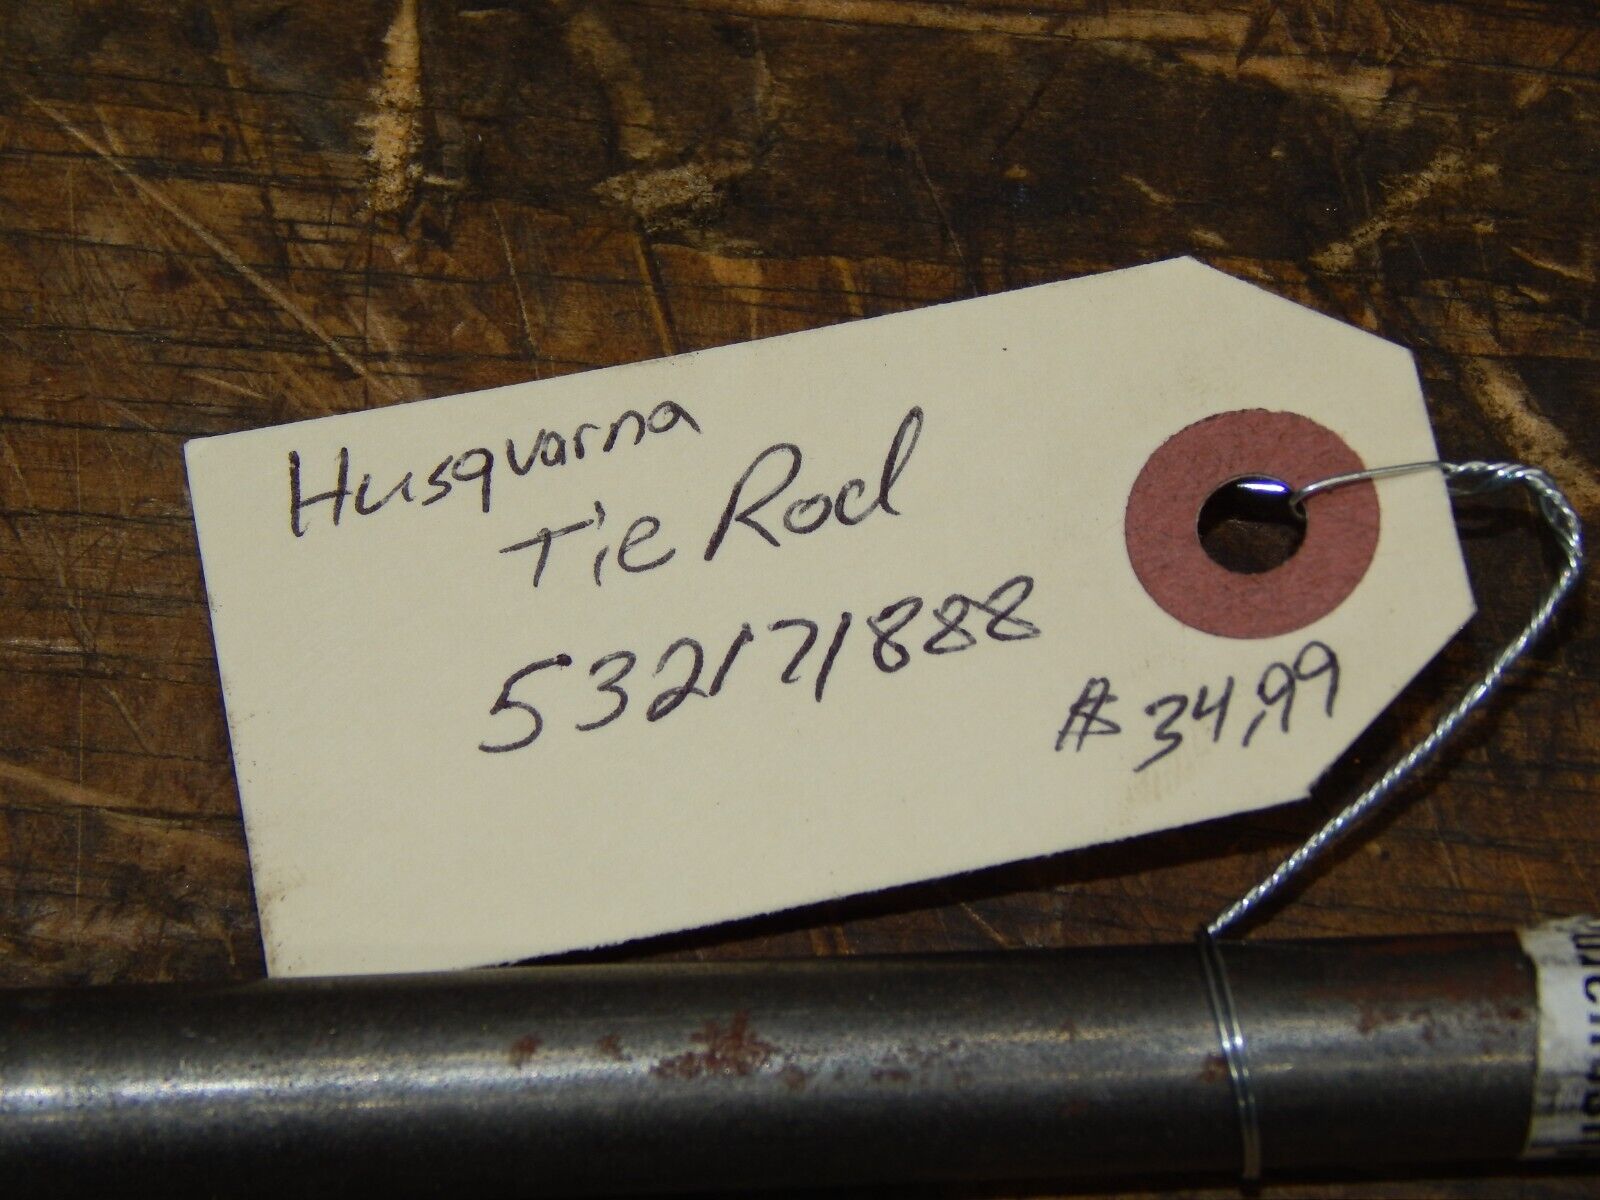 Husqvarna
Tie Rod
532171888
$34.99